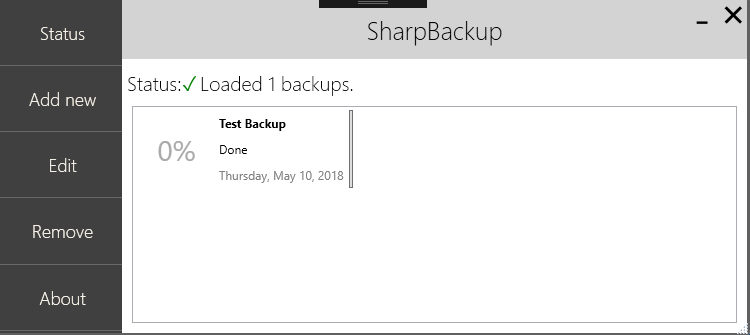 SharpBackup
Status
Add new
Edit
Remove
About
Status:✓ Loaded 1 backups.
0%
Test Backup
Done
Thursday, May 10, 2018